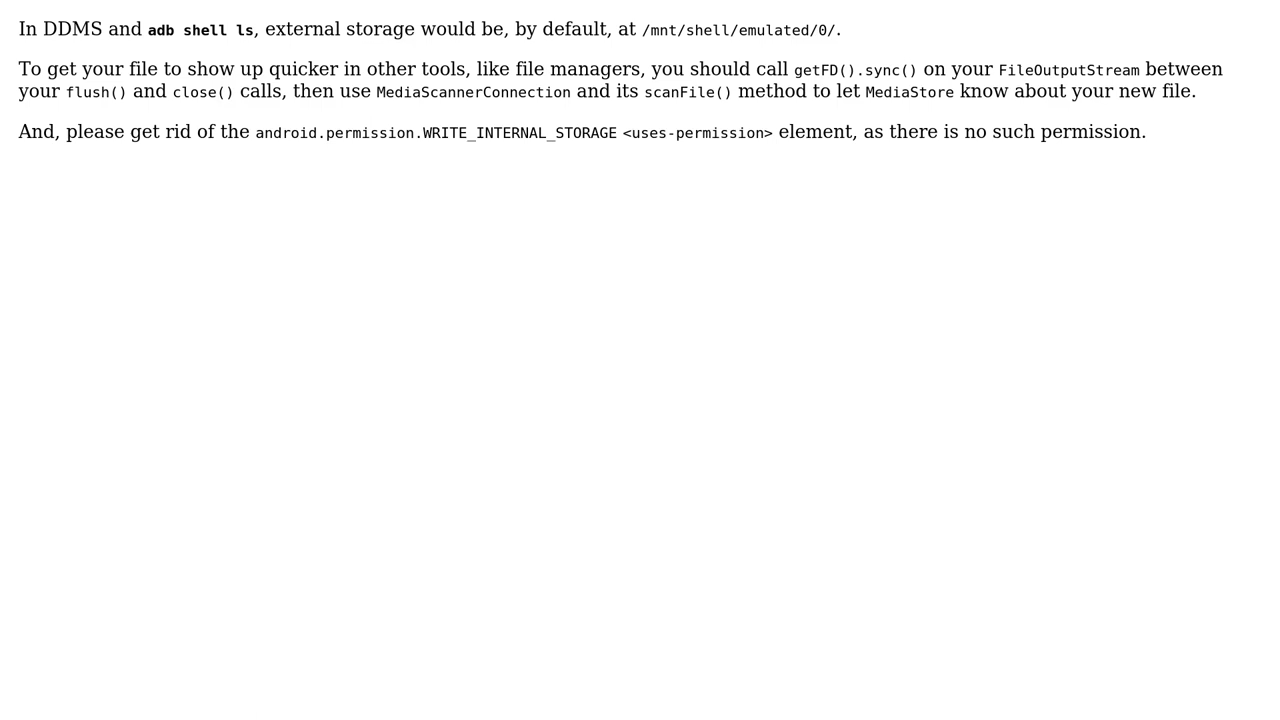 In DDMS and adb shell ls, external storage would be, by default, at /mnt/shell/emulated/0/.
To get your file to show up quicker in other tools, like file managers, you should call getFD().sync() on your FileOutputStream between
your flush() and close() calls, then use MediaScannerConnection and its scanFile() method to let MediaStore know about your new file.
And, please get rid of the android.permission.WRITE_INTERNAL_STORAGE <uses-permission> element, as there is no such permission.